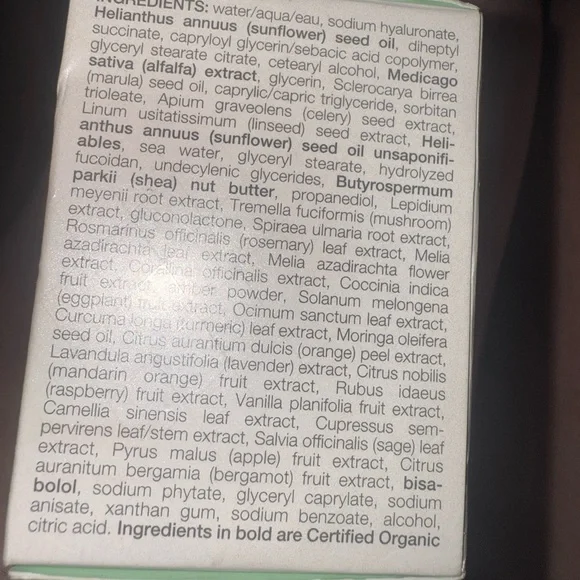 INGREDIENTS: water/aqua/eau, sodium hyaluronate,
Helianthus annuus (sunflower) seed oil, diheptyl
succinate, capryloyl glycerin/sebacic acid copolymer,
glyceryl stearate citrate, cetearyl alcohol, Medicago
sativa (alfalfa) extract, glycerin, Sclerocarya birrea
(marula) seed oil, caprylic/capric triglyceride, sorbitan
trioleate, Apium graveolens (celery) seed extract,
Linum usitatissimum (linseed) seed extract, Heli-
anthus annuus (sunflower) seed oil unsaponifi-
ables, sea water, glyceryl stearate, hydrolyzed
fucoidan, undecylenic glycerides, Butyrospermum
parkii (shea) nut butter, propanediol, Lepidium
meyenii root extract, Tremella fuciformis (mushroom)
extract, gluconolactone, Spiraea ulmaria root extract,
Rosmarinus officinalis (rosemary) leaf extract, Melia
azadirachta leaf extract, Melia azadirachta flower
extract, Corallina officinalis extract, Coccinia indica
fruit extract, amber powder, Solanum melongena
(eggplant) fruit extract, Ocimum sanctum leaf extract,
Curcuma longa (turmeric) leaf extract, Moringa oleifera
seed oil, Citrus aurantium dulcis (orange) peel extract,
Lavandula angustifolia (lavender) extract, Citrus nobilis
(mandarin orange) fruit extract, Rubus idaeus
(raspberry) fruit extract, Vanilla planifolia fruit extract,
Camellia sinensis leaf extract, Cupressus sem-
pervirens leaf/stem extract, Salvia officinalis (sage) leaf
extract, Pyrus malus (apple) fruit extract, Citrus
auranitum bergamia (bergamot) fruit extract, bisa-
bolol, sodium phytate, glyceryl caprylate, sodium
anisate, xanthan gum, sodium benzoate, alcohol,
citric acid. Ingredients in bold are Certified Organic